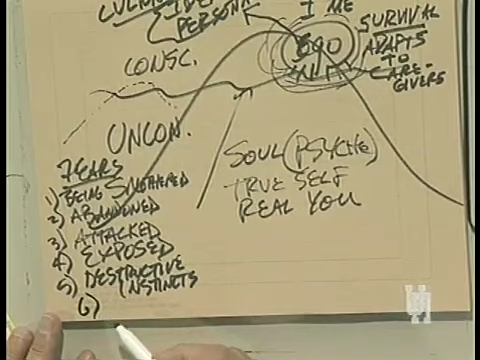 PERSONA
I ME
EGO
SURVIVAL
ADAPTS
TO
CARE-
GIVERS
CONSC.
UNCON.
SOUL (PSYCHE)
TRUE SELF
REAL YOU
FEARS
1) BEING SMOTHERED
2) ABANDONED
3) ATTACKED
4) EXPOSED
5) DESTRUCTIVE
INSTINCTS
6)